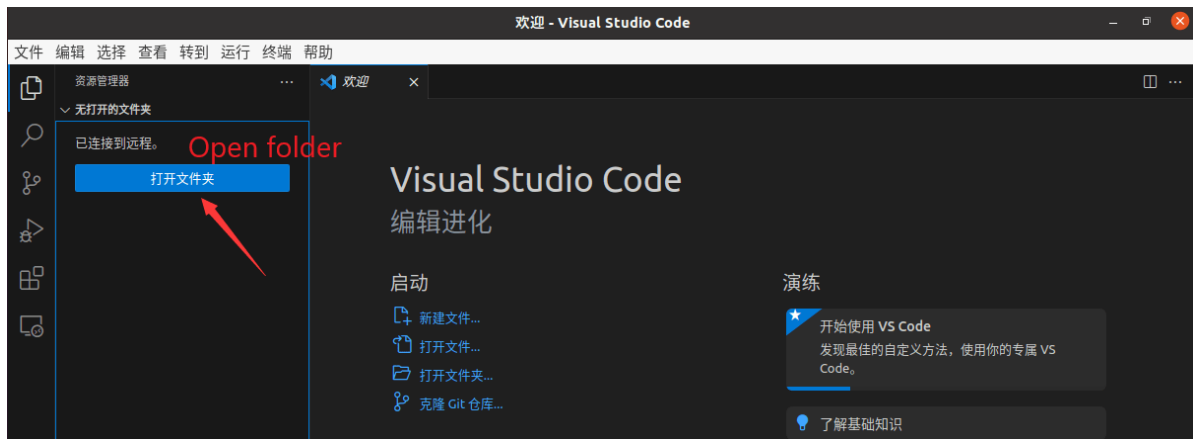 欢迎 - Visual Studio Code
文件 编辑 选择 查看 转到 运行 终端 帮助
资源管理器
欢迎
无打开的文件夹
已连接到远程。
Open folder
打开文件夹
Visual Studio Code
编辑进化
启动
新建文件...
打开文件...
打开文件夹...
克隆 Git 仓库...
演练
开始使用 VS Code
发现最佳的自定义方法，使用你的专属 VS
Code。
了解基础知识